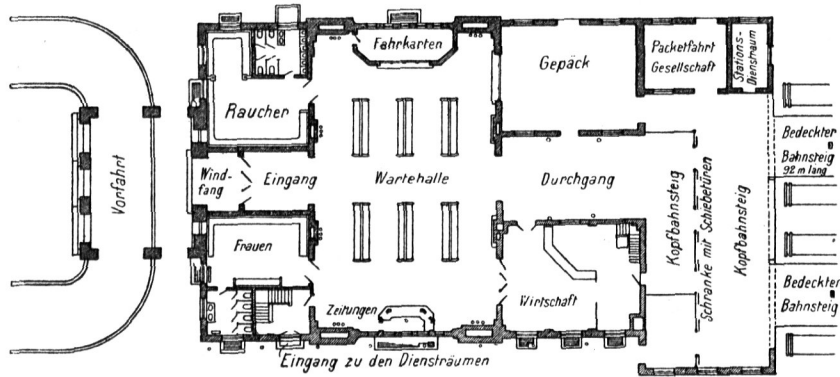 Fahrkarten
Gepäck
Packetfahrt
Gesellschaft
Stations-
Dienstraum
Raucher
Bedeckter
Bahnsteig
92 m lang
Vorfahrt
Wind-
fang
Eingang
Wartehalle
Durchgang
Kopfbahnsteig
Schranke mit Schiebetüren
Kopfbahnsteig
Frauen
Zeitungen
Wirtschaft
Bedeckter
Bahnsteig
Eingang zu den Diensträumen